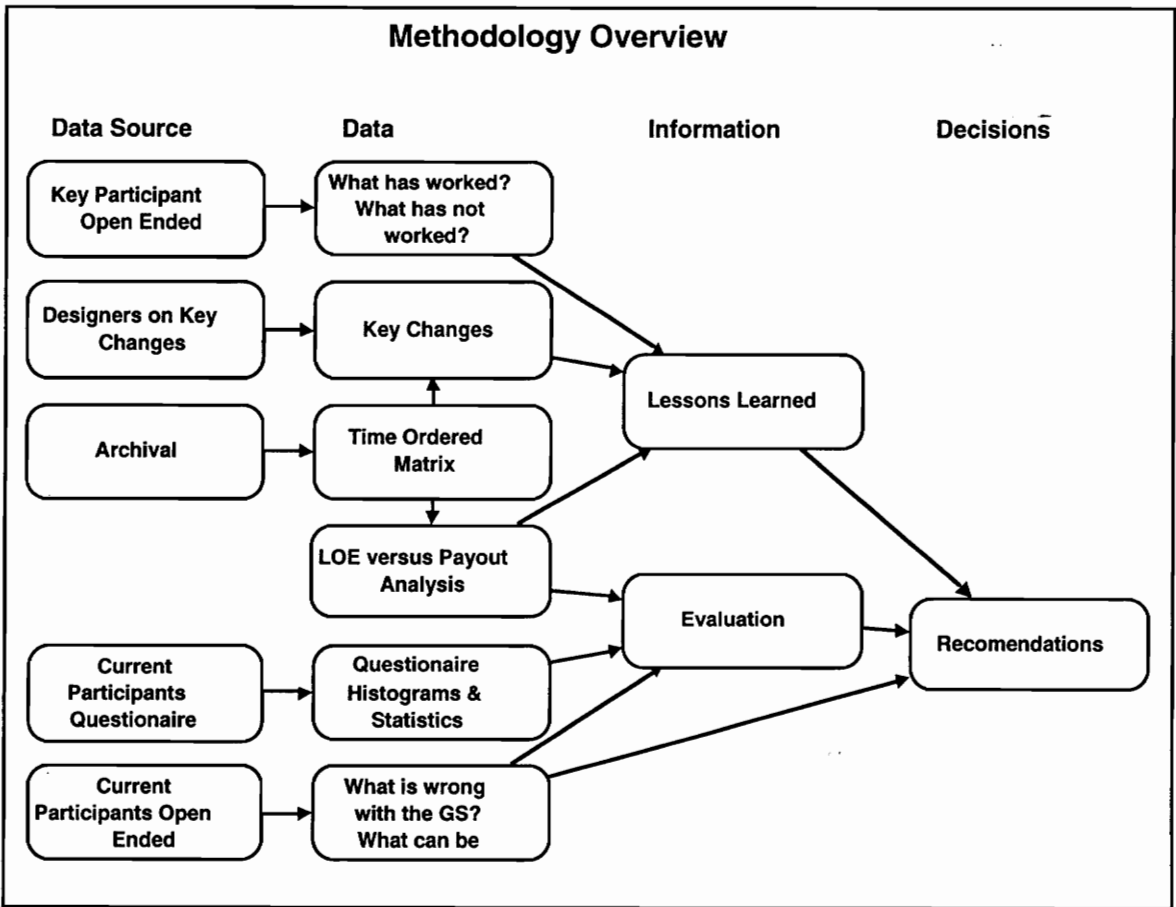 Methodology Overview
Data Source
Data
Information
Decisions
Key Participant
Open Ended
What has worked?
What has not
worked?
Designers on Key
Changes
Key Changes
Lessons Learned
Archival
Time Ordered
Matrix
LOE versus Payout
Analysis
Evaluation
Recomendations
Current
Participants
Questionaire
Questionaire
Histograms &
Statistics
Current
Participants Open
Ended
What is wrong
with the GS?
What can be